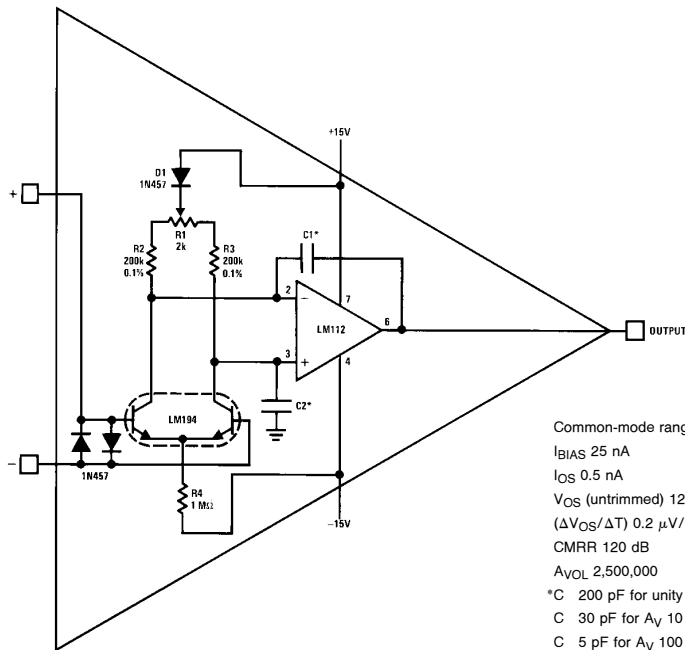 +15V
D1
1N457
+
R1
2k
R2
200k
0.1%
R3
200k
0.1%
C1*
2
−
7
LM112
6
OUTPUT
3
+
4
C2*
LM194
−
1N457
R4
1 MΩ
−15V
Common-mode rang
IBIAS 25 nA
IOS 0.5 nA
VOS (untrimmed) 12
(ΔVOS/ΔT) 0.2 μV/
CMRR 120 dB
AVOL 2,500,000
*C 200 pF for unity
C 30 pF for AV 10
C 5 pF for AV 100